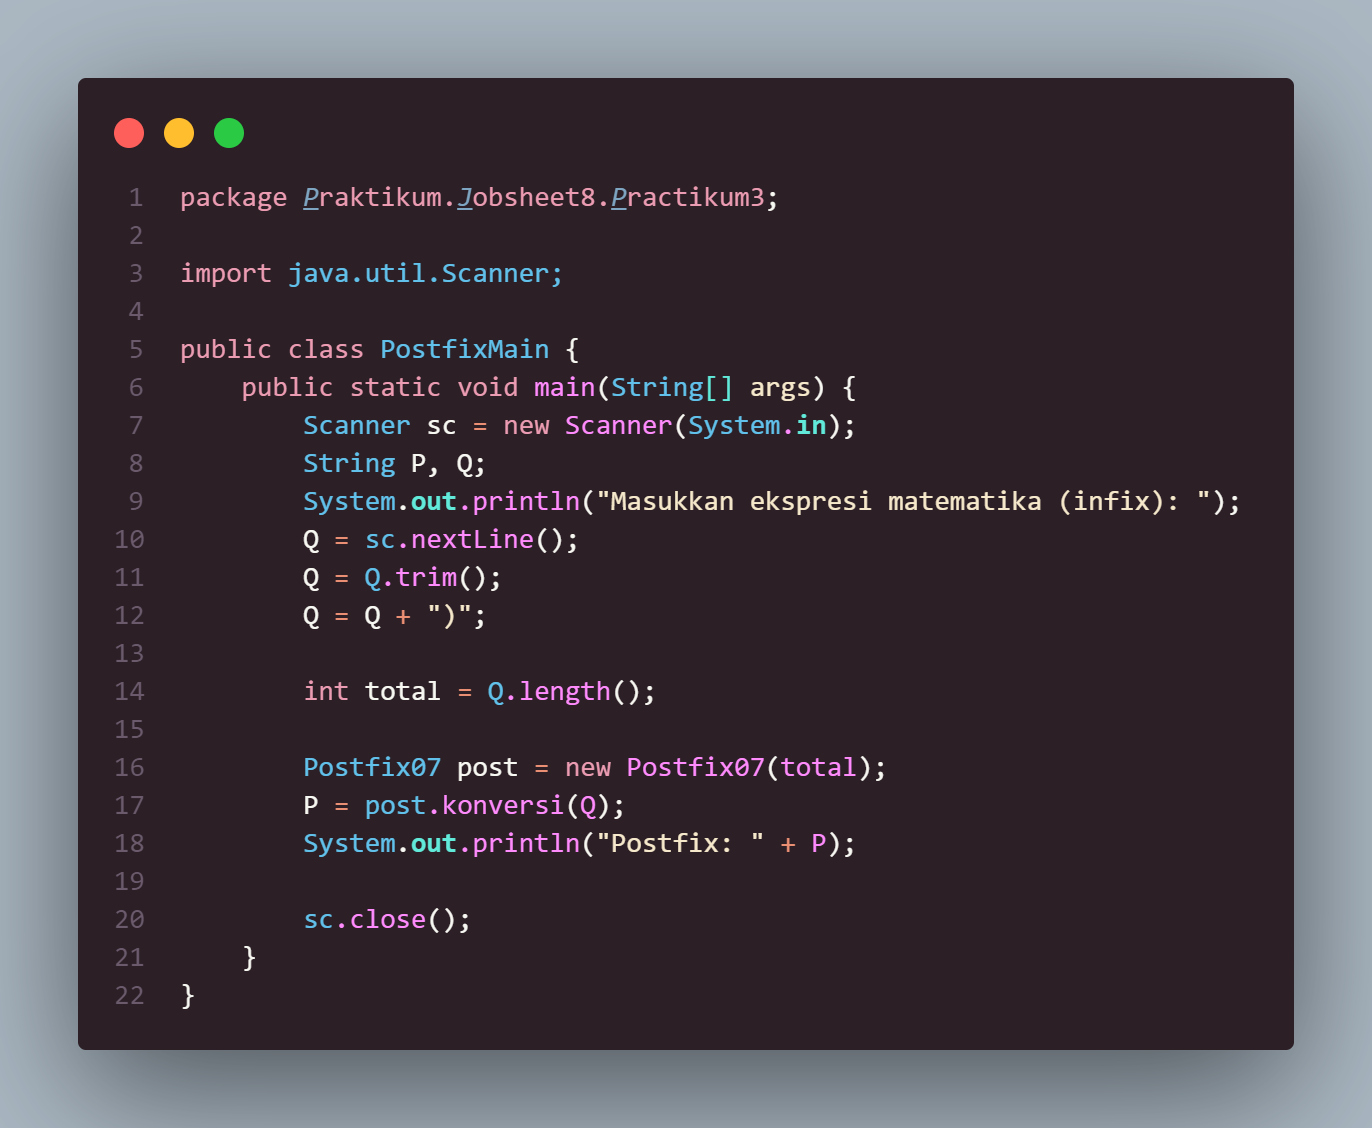 1 package Praktikum.Jobsheet8.Practikum3;
2
3 import java.util.Scanner;
4
5 public class PostfixMain {
6     public static void main(String[] args) {
7         Scanner sc = new Scanner(System.in);
8         String P, Q;
9         System.out.println("Masukkan ekspresi matematika (infix): ");
10         Q = sc.nextLine();
11         Q = Q.trim();
12         Q = Q + ")";
13
14         int total = Q.length();
15
16         Postfix07 post = new Postfix07(total);
17         P = post.konversi(Q);
18         System.out.println("Postfix: " + P);
19
20         sc.close();
21     }
22 }